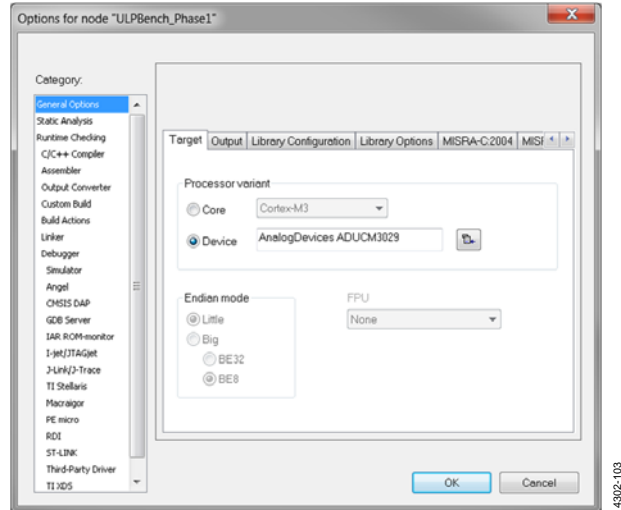 Options for node "ULPBench_Phase1"
Category:
General Options
Static Analysis
Runtime Checking
C/C++ Compiler
Assembler
Output Converter
Custom Build
Build Actions
Linker
Debugger
Simulator
Angel
CMSIS DAP
GDB Server
IAR ROM-monitor
I-jet/JTAGjet
J-Link/J-Trace
TI Stellaris
Macraigor
PE micro
RDI
ST-LINK
Third-Party Driver
TI XDS
Target Output Library Configuration Library Options MISRA-C:2004 MISI
Processor variant
Core Cortex-M3
Device AnalogDevices ADUCM3029
Endian mode
Little
Big
BE32
BE8
FPU
None
OK Cancel
4302-103